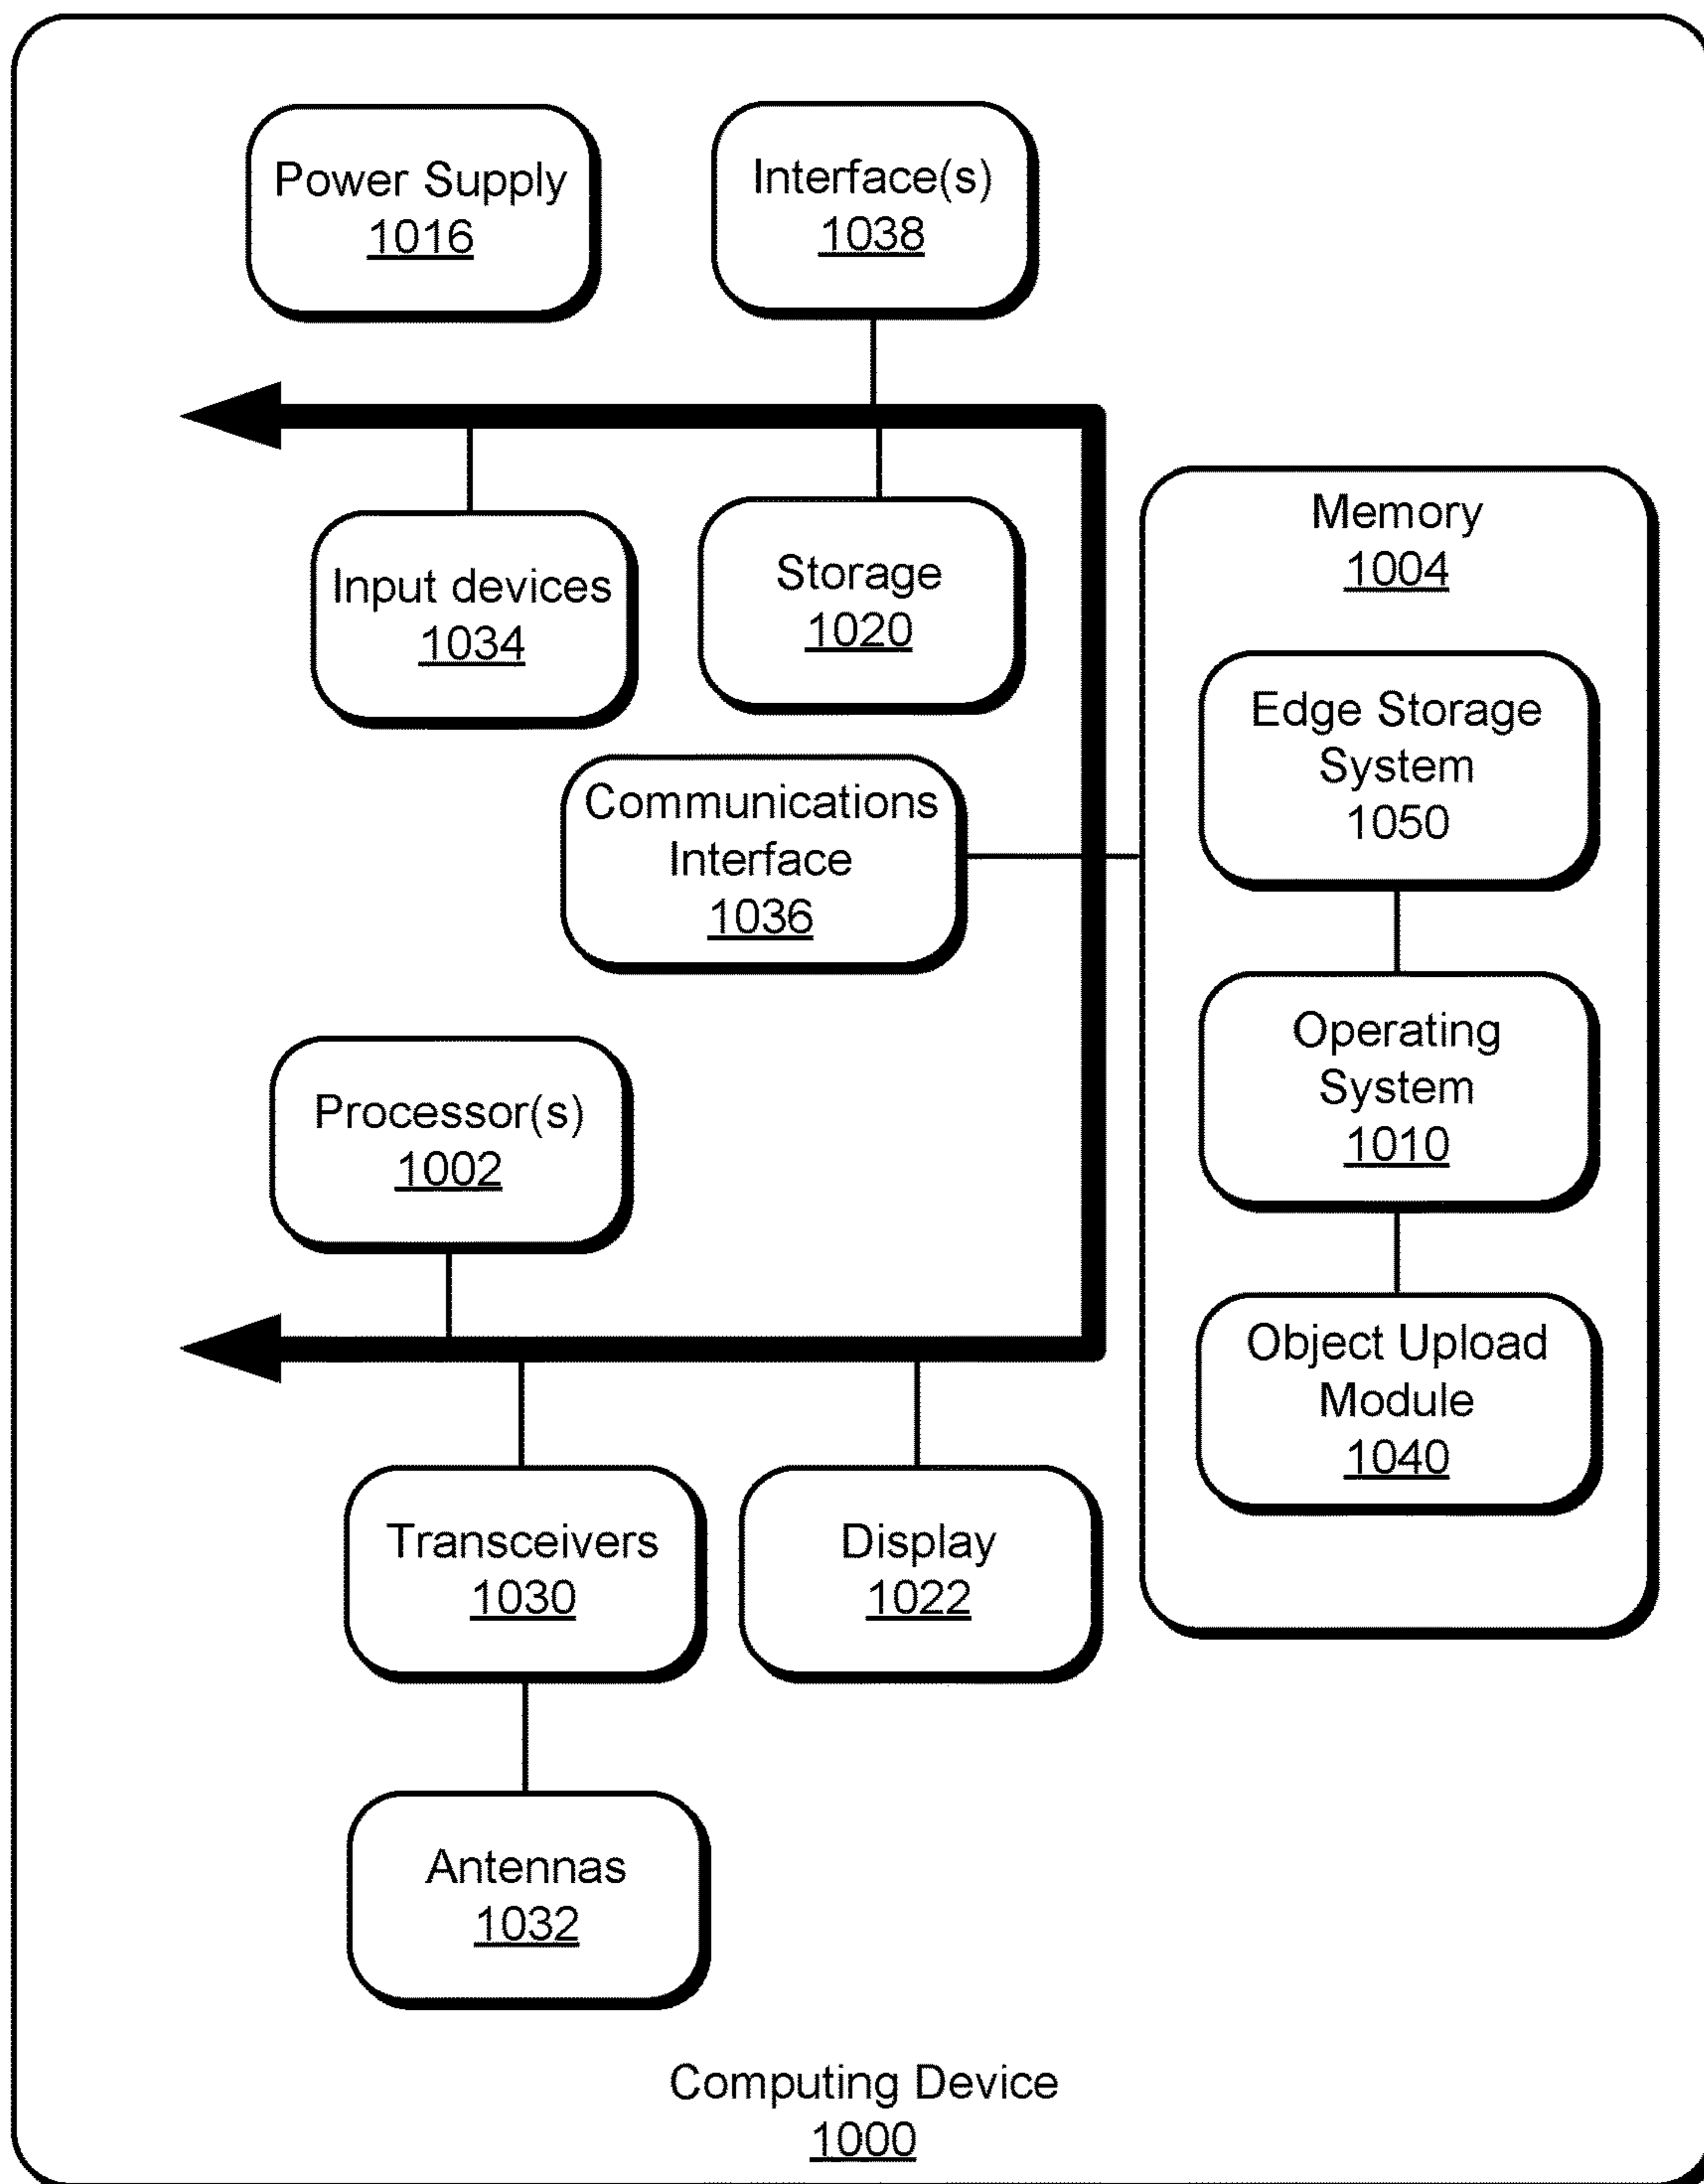 Power Supply
1016
Interface(s)
1038
Input devices
1034
Storage
1020
Memory
1004
Edge Storage
System
1050
Communications
Interface
1036
Operating
System
1010
Processor(s)
1002
Object Upload
Module
1040
Transceivers
1030
Display
1022
Antennas
1032
Computing Device
1000